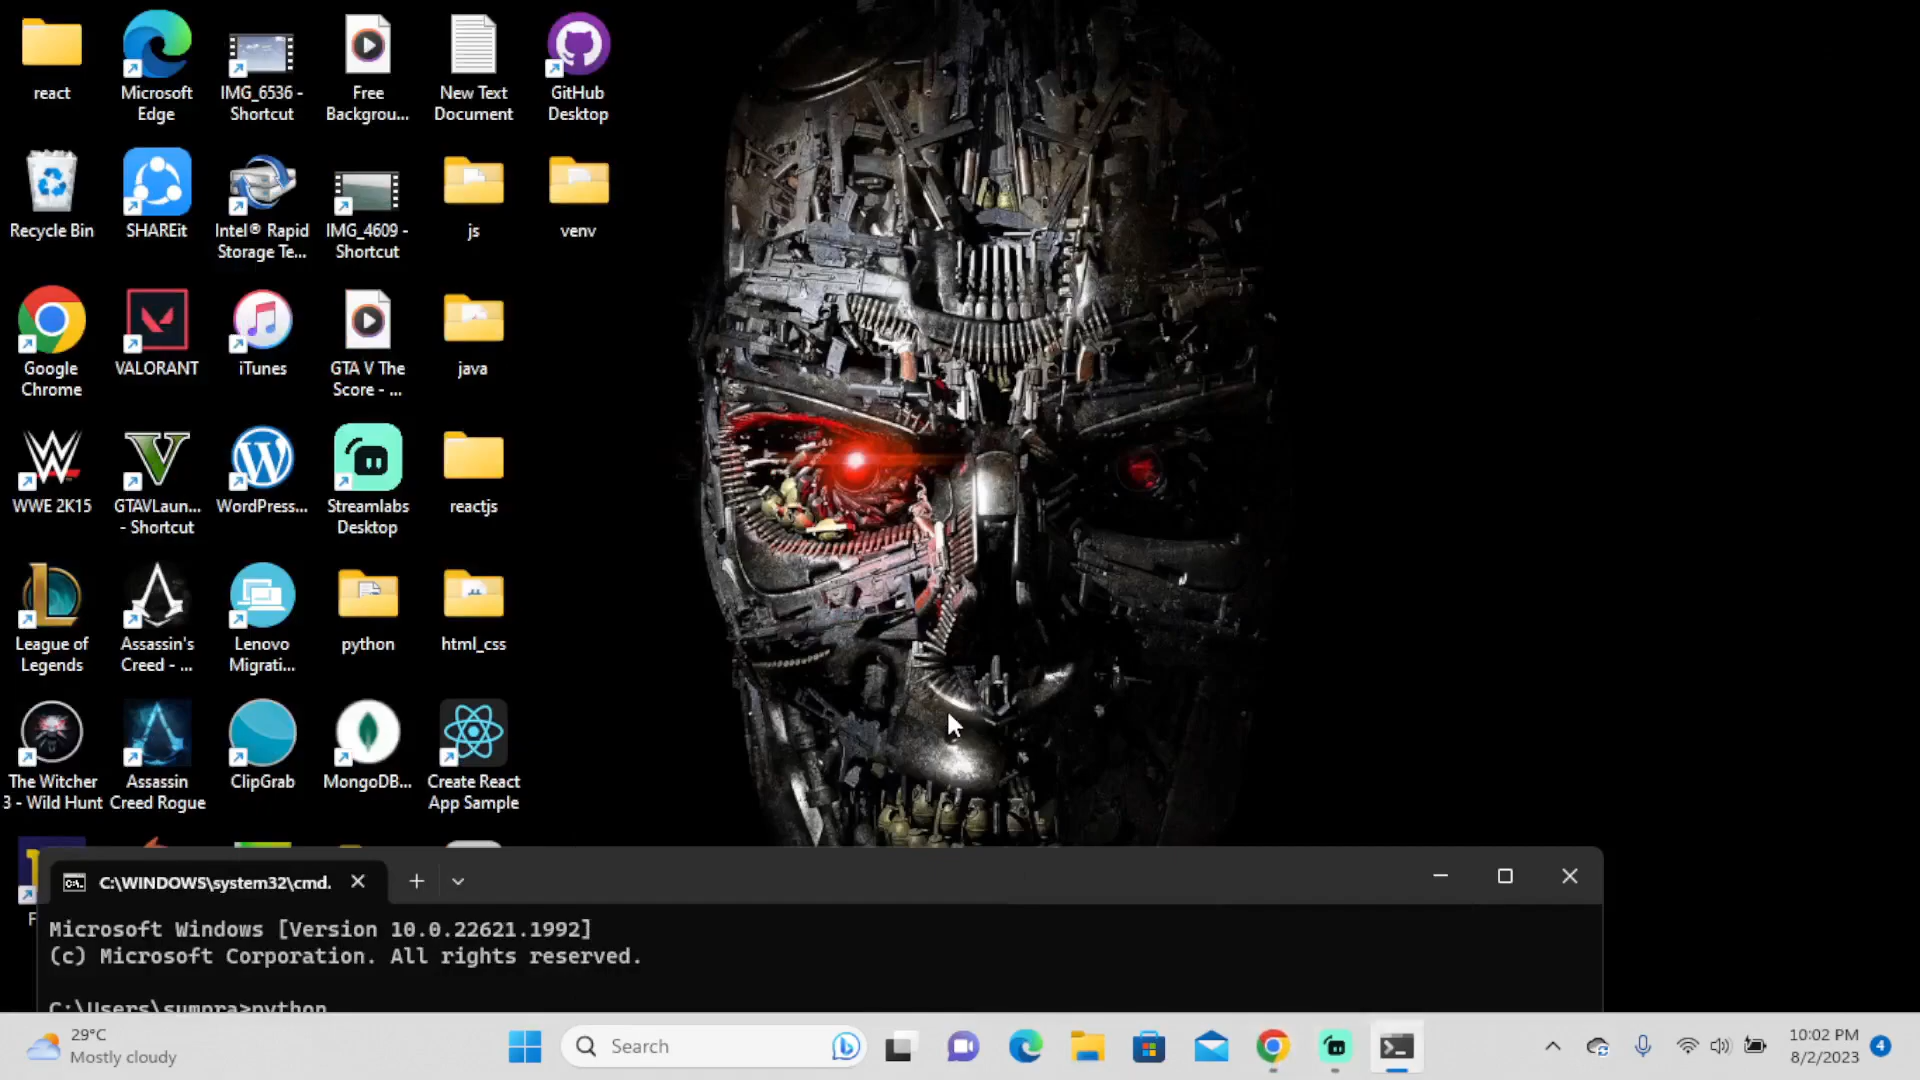 react
Microsoft
Edge
IMG_6536 -
Shortcut
Free
Backgrou...
New Text
Document
GitHub
Desktop
Recycle Bin
SHAREit
Intel® Rapid
Storage Te...
IMG_4609 -
Shortcut
js
venv
Google
Chrome
VALORANT
iTunes
GTA V The
Score - ...
java
WWE 2K15
GTAVLaun...
- Shortcut
WordPress...
Streamlabs
Desktop
reactjs
League of
Legends
Assassin's
Creed - ...
Lenovo
Migrati...
python
html_css
The Witcher
3 - Wild Hunt
Assassin
Creed Rogue
ClipGrab
MongoDB...
Create React
App Sample
C:\WINDOWS\system32\cmd.
Microsoft Windows [Version 10.0.22621.1992]
(c) Microsoft Corporation. All rights reserved.
C:\Users\sumpra>python
29°C
Mostly cloudy
Search
10:02 PM
8/2/2023
4